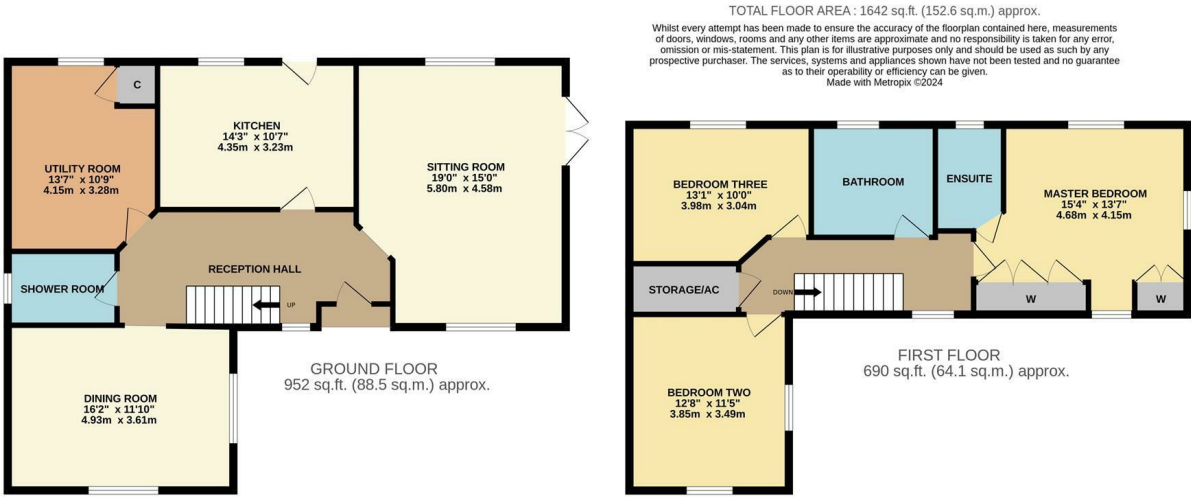 TOTAL FLOOR AREA : 1642 sq.ft. (152.6 sq.m.) approx.
Whilst every attempt has been made to ensure the accuracy of the floorplan contained here, measurements
of doors, windows, rooms and any other items are approximate and no responsibility is taken for any error,
omission or mis-statement. This plan is for illustrative purposes only and should be used as such by any
prospective purchaser. The services, systems and appliances shown have not been tested and no guarantee
as to their operability or efficiency can be given.
Made with Metropix ©2024
C
UTILITY ROOM
13'7" x 10'9"
4.15m x 3.28m
KITCHEN
14'3" x 10'7"
4.35m x 3.23m
SITTING ROOM
19'0" x 15'0"
5.80m x 4.58m
RECEPTION HALL
SHOWER ROOM
UP
DINING ROOM
16'2" x 11'10"
4.93m x 3.61m
GROUND FLOOR
952 sq.ft. (88.5 sq.m.) approx.
BEDROOM THREE
13'1" x 10'0"
3.98m x 3.04m
BATHROOM
ENSUITE
MASTER BEDROOM
15'4" x 13'7"
4.68m x 4.15m
STORAGE/AC
DOWN
W
W
BEDROOM TWO
12'8" x 11'5"
3.85m x 3.49m
FIRST FLOOR
690 sq.ft. (64.1 sq.m.) approx.